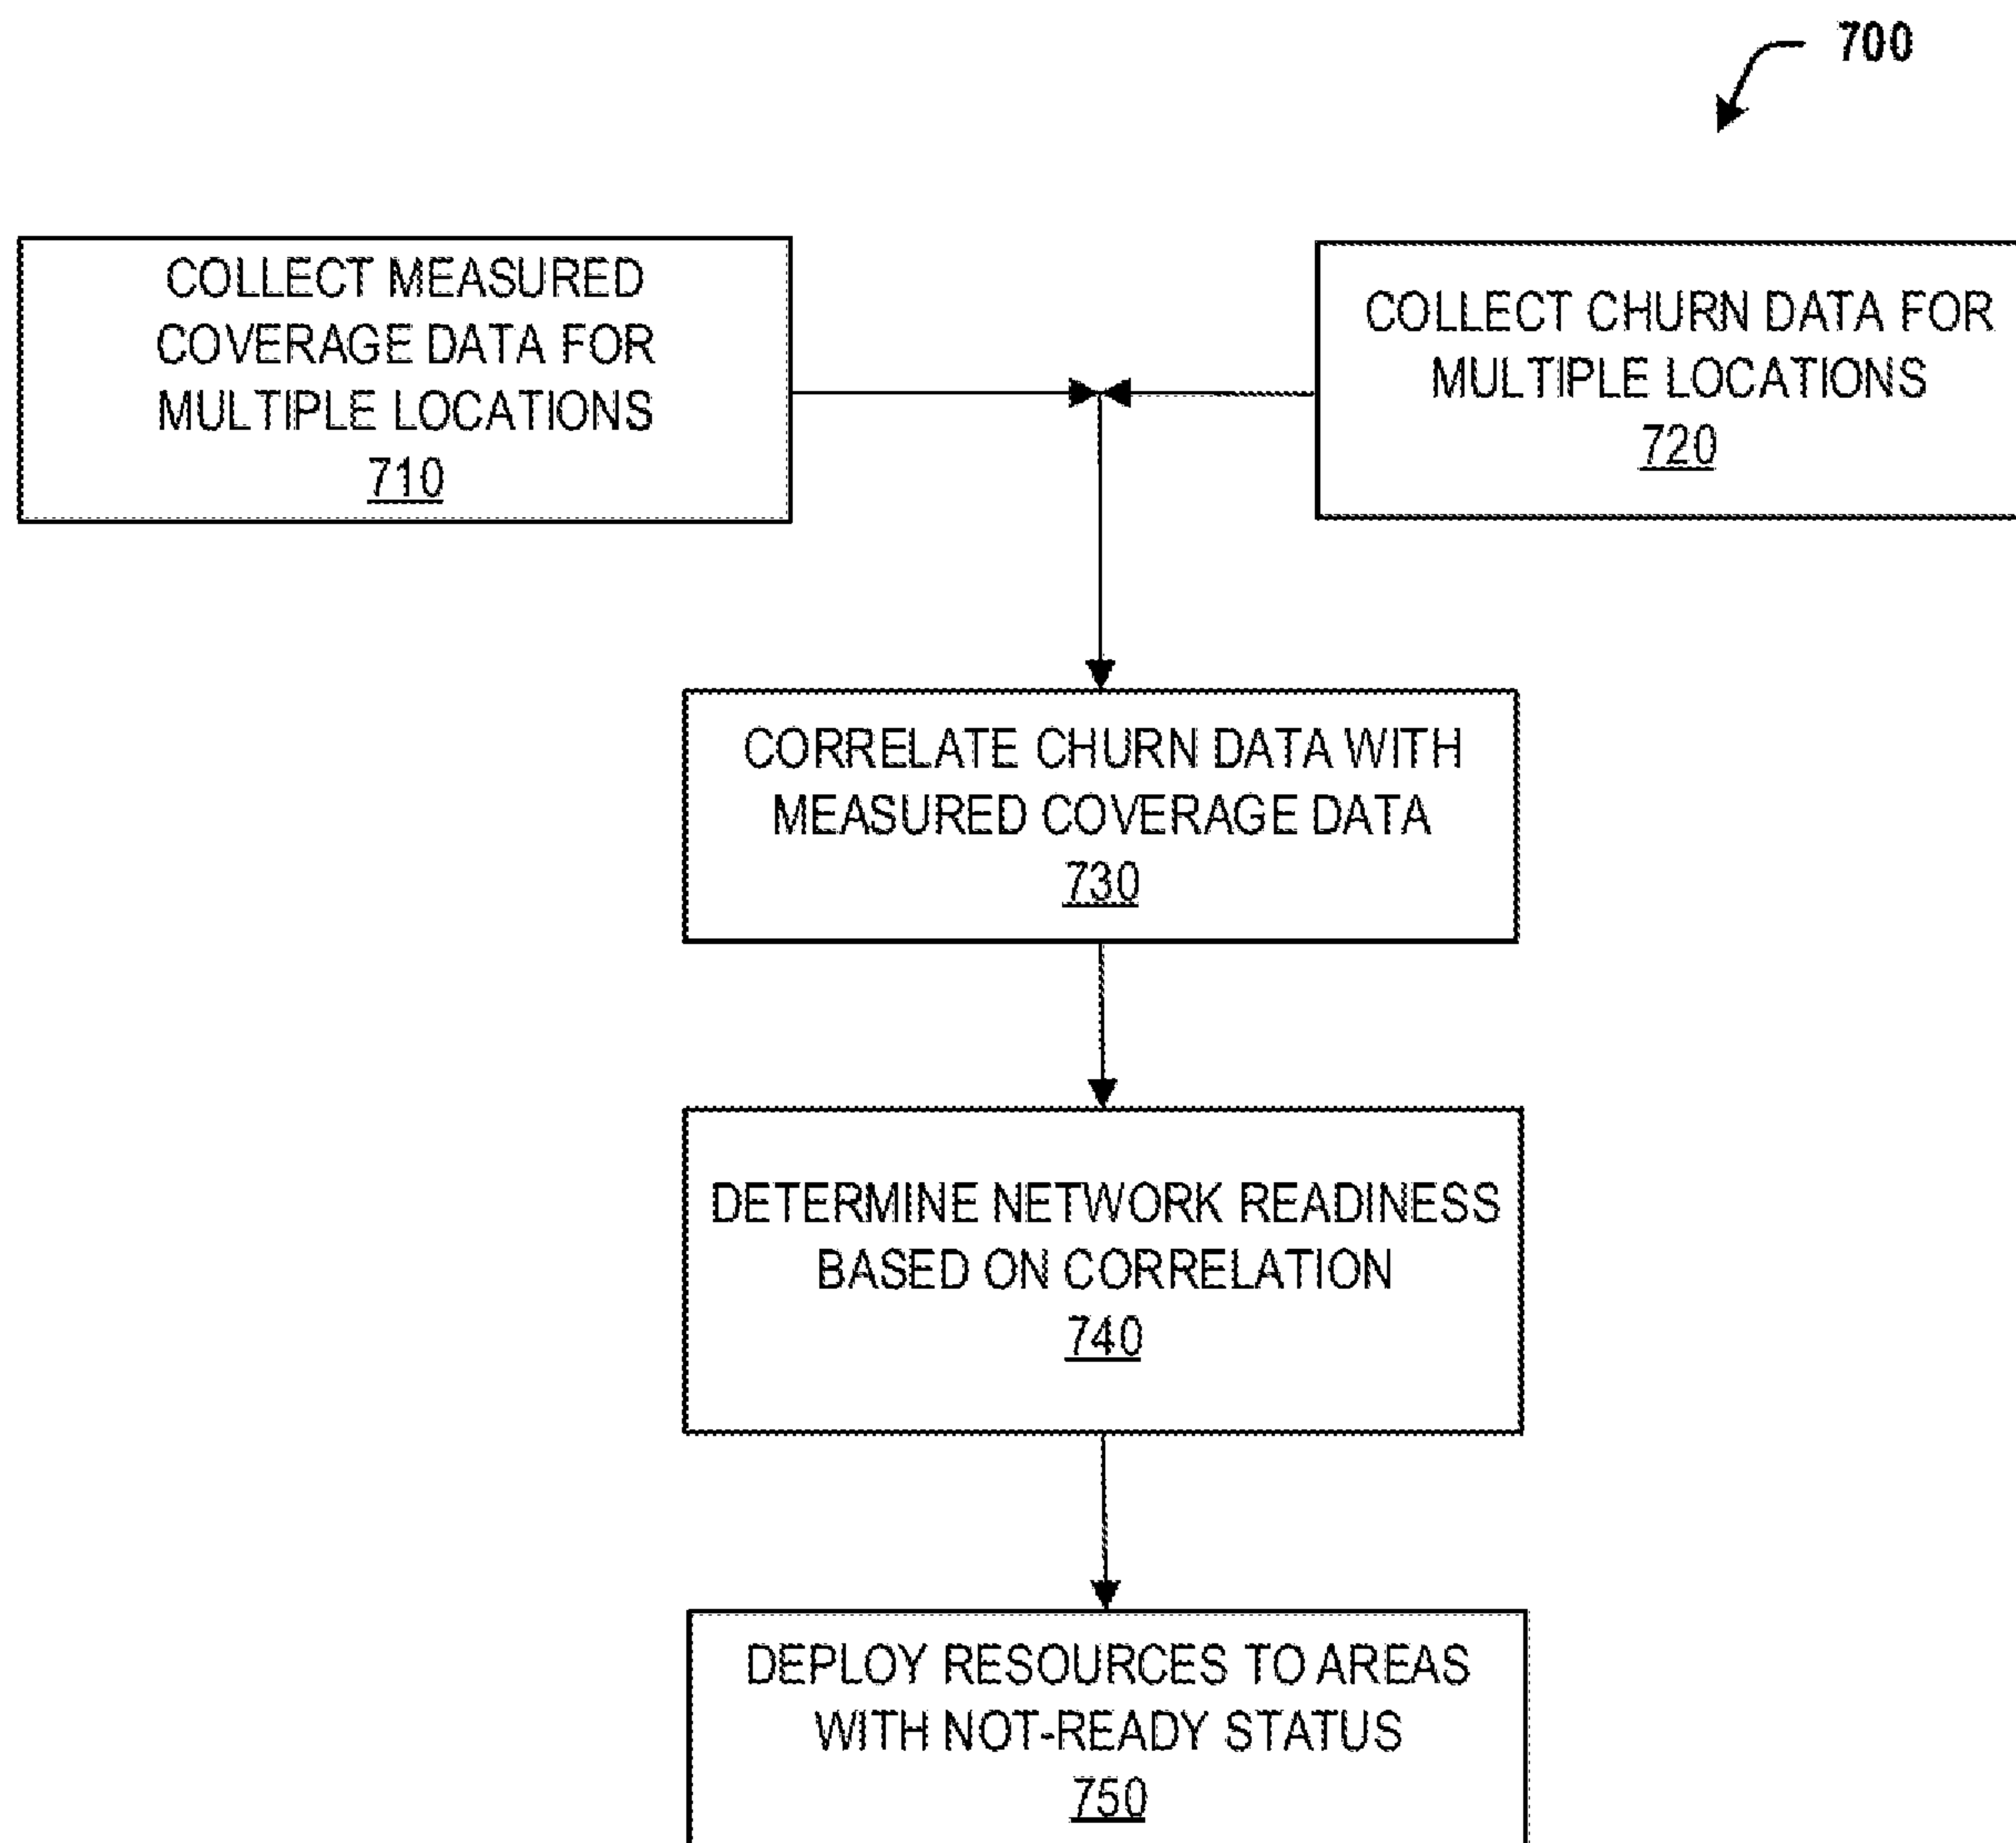 700
COLLECT MEASURED
COVERAGE DATA FOR
MULTIPLE LOCATIONS
710
COLLECT CHURN DATA FOR
MULTIPLE LOCATIONS
720
CORRELATE CHURN DATA WITH
MEASURED COVERAGE DATA
730
DETERMINE NETWORK READINESS
BASED ON CORRELATION
740
DEPLOY RESOURCES TO AREAS
WITH NOT-READY STATUS
750